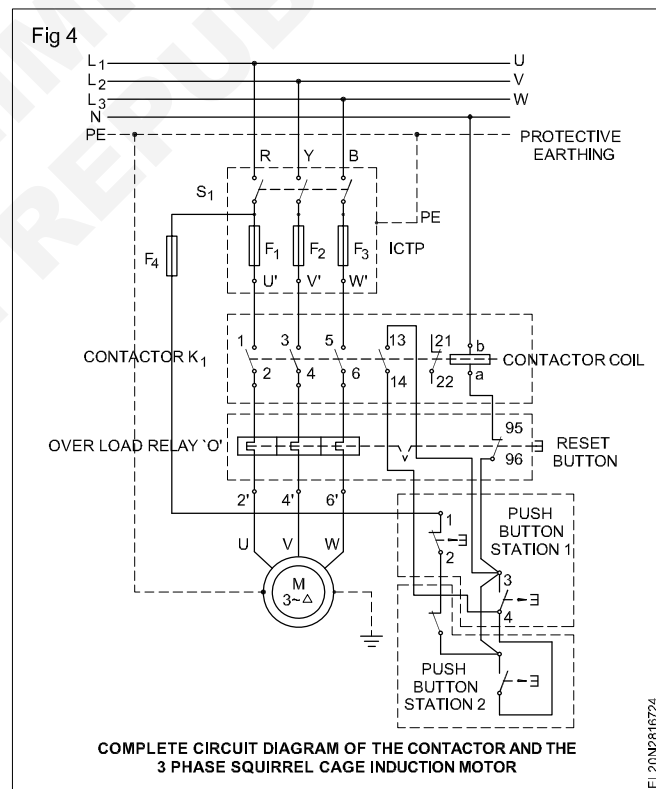 Fig 4
L1 U
L2 V
L3 W
N
PE PROTECTIVE
EARTHING
R Y B
S1
PE
F4 F1 F2 F3 ICTP
U' V' W'
1 3 5 13 21 b
CONTACTOR K1 CONTACTOR COIL
2 4 6 14 22 a
95
OVER LOAD RELAY `O' RESET
96 BUTTON
2' 4' 6'
1 PUSH
BUTTON
STATION 1
U V W 2
3
M
3~△
4
PUSH
BUTTON
STATION 2
COMPLETE CIRCUIT DIAGRAM OF THE CONTACTOR AND THE
3 PHASE SQUIRREL CAGE INDUCTION MOTOR
EL20N2816724